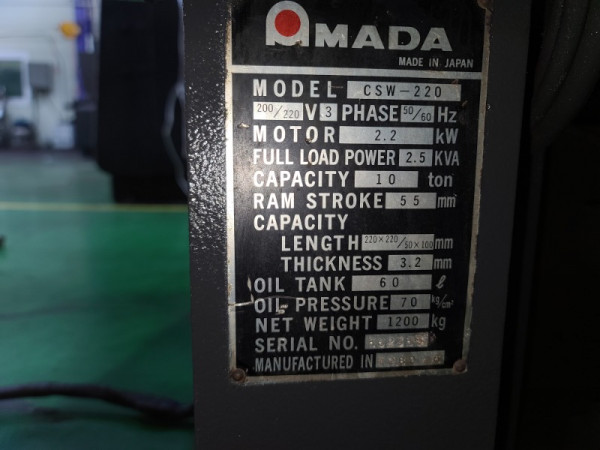 AMADA
MADE IN JAPAN
MODEL CSW-220
200/220 V 3 PHASE 50/60 Hz
MOTOR 2.2 kW
FULL LOAD POWER 2.5 KVA
CAPACITY 10 ton
RAM STROKE 55 mm
CAPACITY
LENGTH 220×220/50×100 mm
THICKNESS 3.2 mm
OIL TANK 60 ℓ
OIL PRESSURE 70 kg/cm²
NET WEIGHT 1200 kg
SERIAL NO.
MANUFACTURED IN